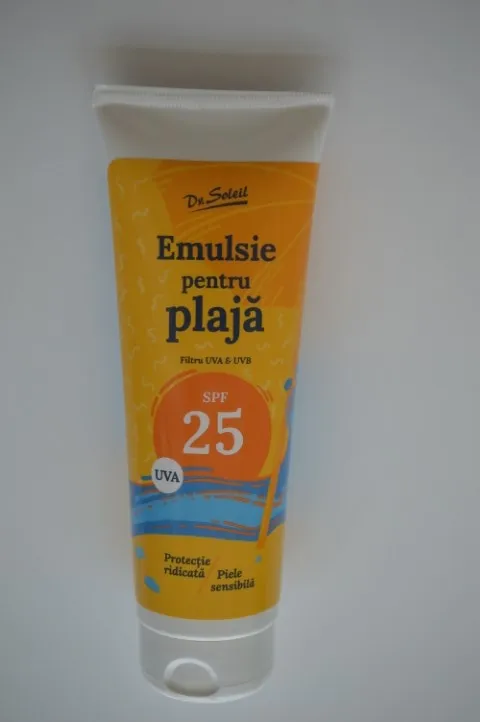 Dr. Soleil
Emulsie
pentru
plajă
Filtru UVA & UVB
SPF
25
UVA
Protecție
ridicată
Piele
sensibilă